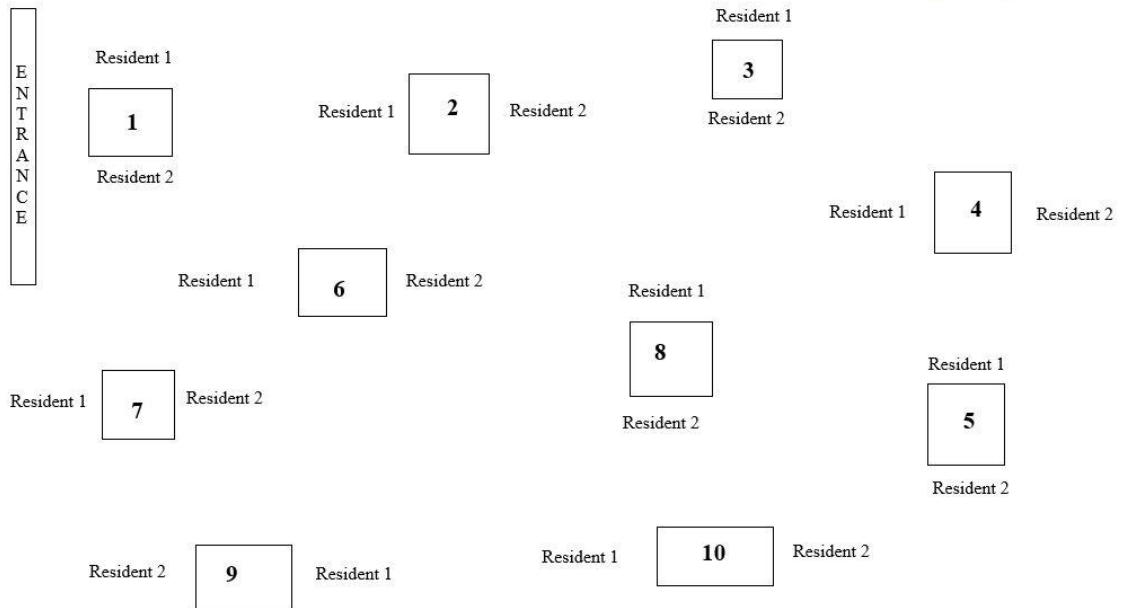 ENTRANCE
Resident 1
1
Resident 2
Resident 1 2 Resident 2
Resident 1
3
Resident 2
Resident 1 4 Resident 2
Resident 1 6 Resident 2
Resident 1
8
Resident 2
Resident 1
5
Resident 2
Resident 1 7 Resident 2
Resident 2 9 Resident 1
Resident 1 10 Resident 2